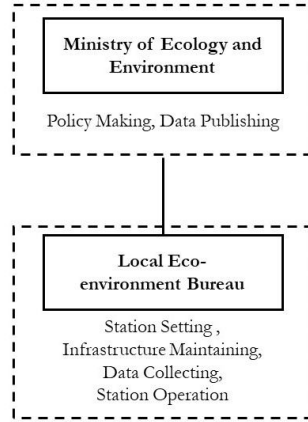 Ministry of Ecology and
Environment
Policy Making, Data Publishing
Local Eco-
environment Bureau
Station Setting ,
Infrastructure Maintaining,
Data Collecting,
Station Operation